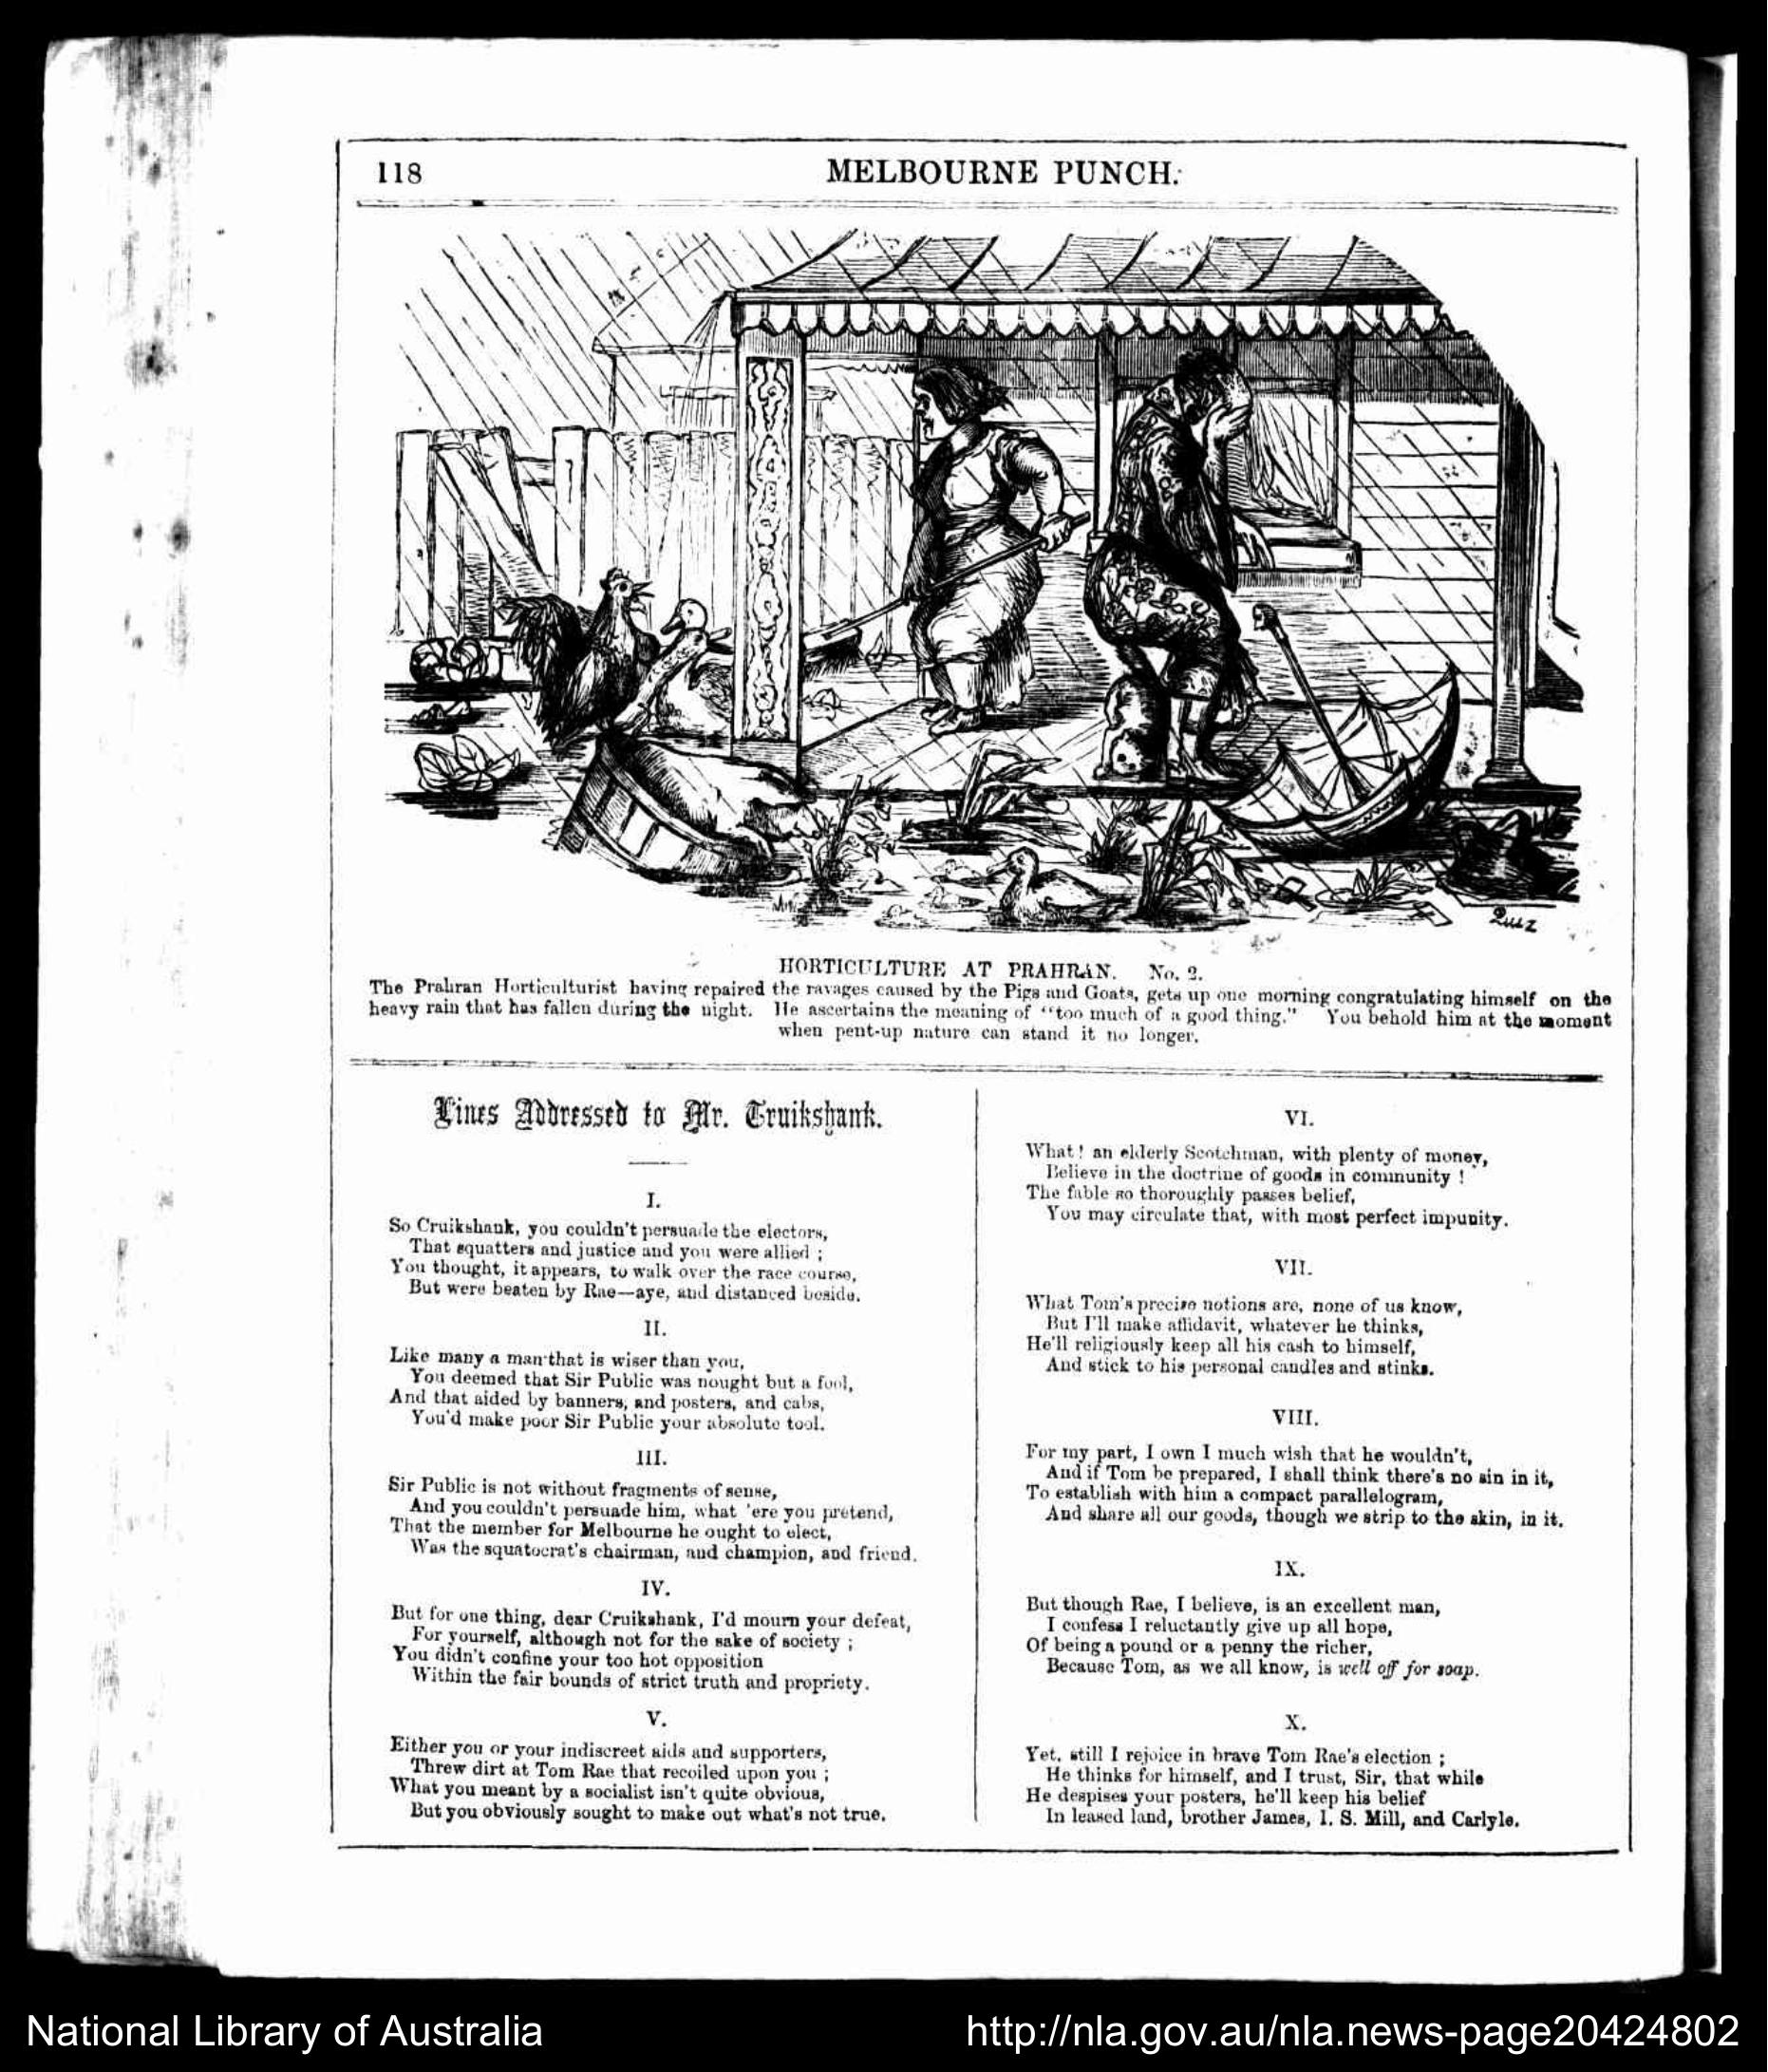 118
MELBOURNE PUNCH.
Quz
HORTICULTURE AT PRAHRAN. No. 2.
The Prahran Horticulturist having repaired the ravages caused by the Pigs and Goats, gets up one morning congratulating himself on the
heavy rain that has fallen during the night. He ascertains the meaning of "too much of a good thing." You behold him at the moment
when pent-up nature can stand it no longer.
Lines Addressed to Mr. Cruikshank.
I.
So Cruikshank, you couldn't persuade the electors,
That squatters and justice and you were allied ;
You thought, it appears, to walk over the race course,
But were beaten by Rae—aye, and distanced beside.
II.
Like many a man that is wiser than you,
You deemed that Sir Public was nought but a fool,
And that aided by banners, and posters, and cabs,
You'd make poor Sir Public your absolute tool.
III.
Sir Public is not without fragments of sense,
And you couldn't persuade him, what 'ere you pretend,
That the member for Melbourne he ought to elect,
Was the squatocrat's chairman, and champion, and friend.
IV.
But for one thing, dear Cruikshank, I'd mourn your defeat,
For yourself, although not for the sake of society ;
You didn't confine your too hot opposition
Within the fair bounds of strict truth and propriety.
V.
Either you or your indiscreet aids and supporters,
Threw dirt at Tom Rae that recoiled upon you ;
What you meant by a socialist isn't quite obvious,
But you obviously sought to make out what's not true.
VI.
What! an elderly Scotchman, with plenty of money,
Believe in the doctrine of goods in community !
The fable so thoroughly passes belief,
You may circulate that, with most perfect impunity.
VII.
What Tom's precise notions are, none of us know,
But I'll make affidavit, whatever he thinks,
He'll religiously keep all his cash to himself,
And stick to his personal candles and stinks.
VIII.
For my part, I own I much wish that he wouldn't,
And if Tom be prepared, I shall think there's no sin in it,
To establish with him a compact parallelogram,
And share all our goods, though we strip to the skin, in it.
IX.
But though Rae, I believe, is an excellent man,
I confess I reluctantly give up all hope,
Of being a pound or a penny the richer,
Because Tom, as we all know, is well off for soap.
X.
Yet, still I rejoice in brave Tom Rae's election ;
He thinks for himself, and I trust, Sir, that while
He despises your posters, he'll keep his belief
In leased land, brother James, I. S. Mill, and Carlyle.
National Library of Australia
http://nla.gov.au/nla.news-page20424802